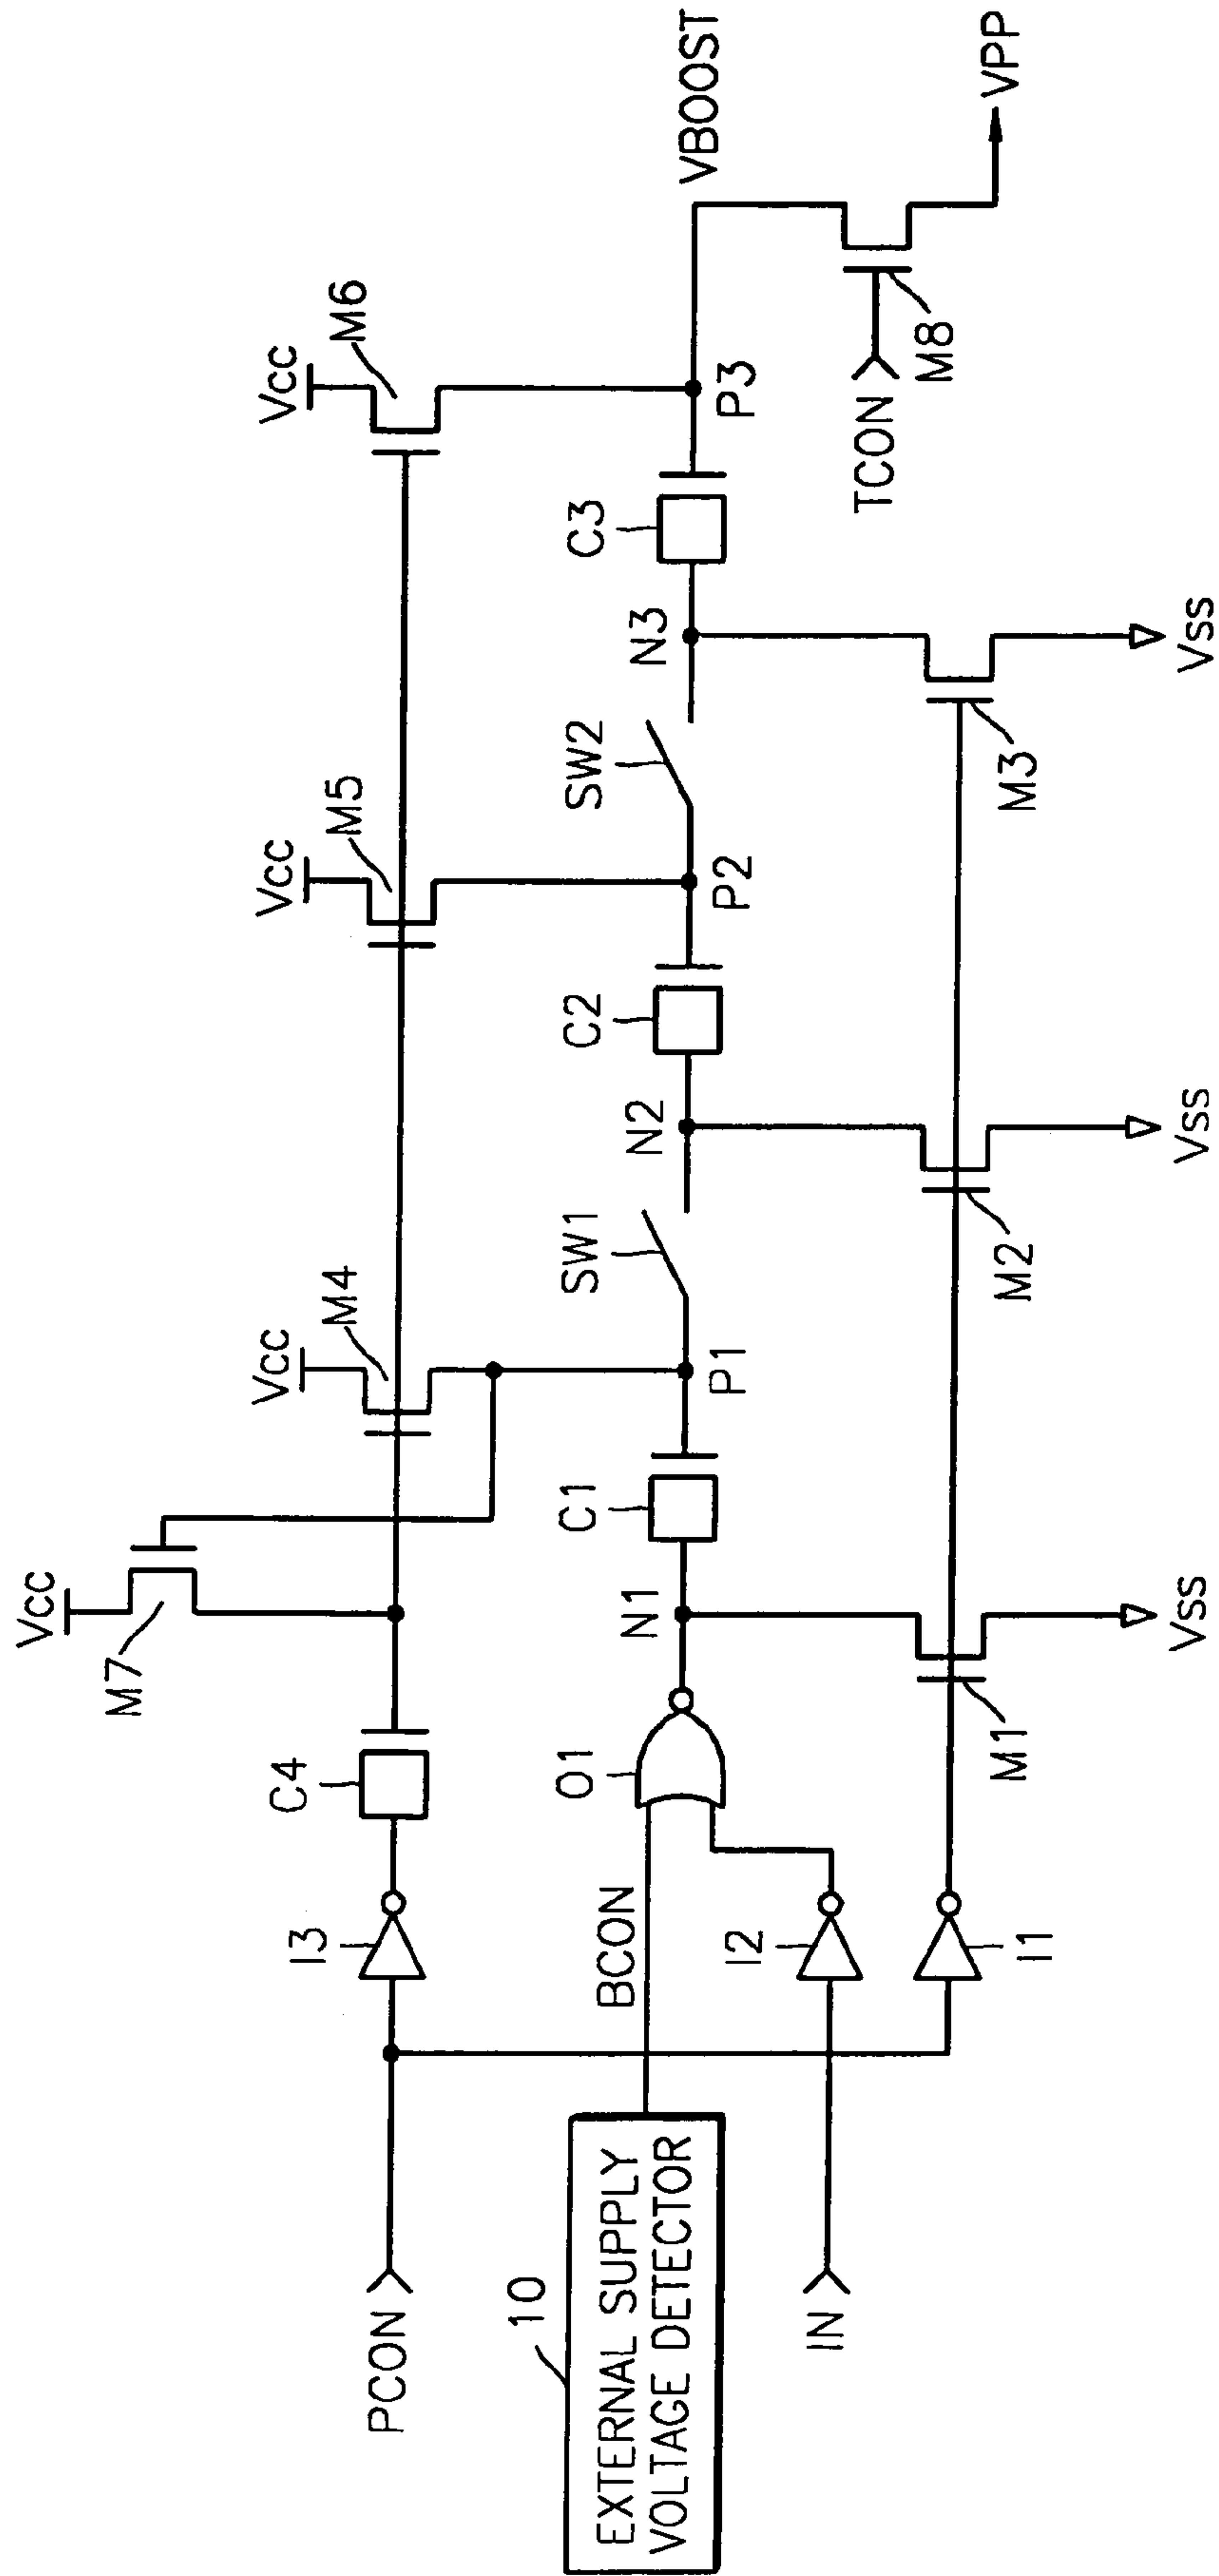 Vcc
M7
Vcc
M4
Vcc
M5
Vcc
M6
PCON
I3
C4
10
EXTERNAL SUPPLY
VOLTAGE DETECTOR
BCON
O1
N1
C1
P1
SW1
N2
C2
P2
SW2
N3
C3
P3
VBOOST
IN
I2
I1
M1
Vss
M2
Vss
M3
Vss
TCON
M8
VPP